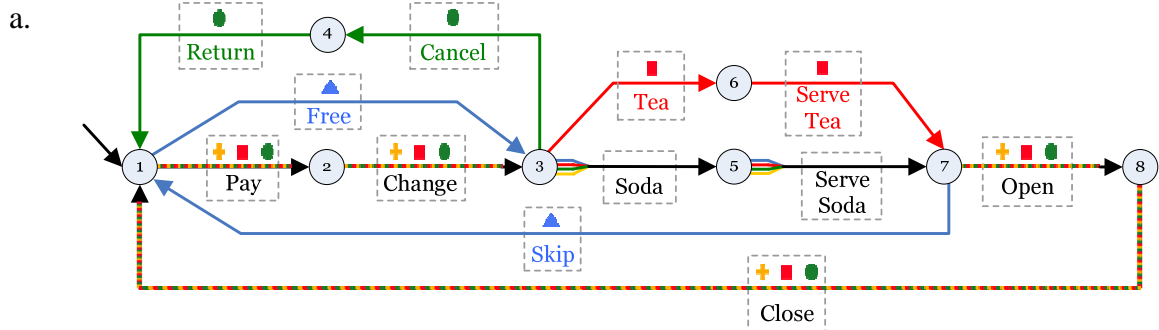 a.
4
Return
Cancel
6
Free
Tea
Serve
Tea
1
2
3
5
7
8
Pay
Change
Soda
Serve
Soda
Open
Skip
Close